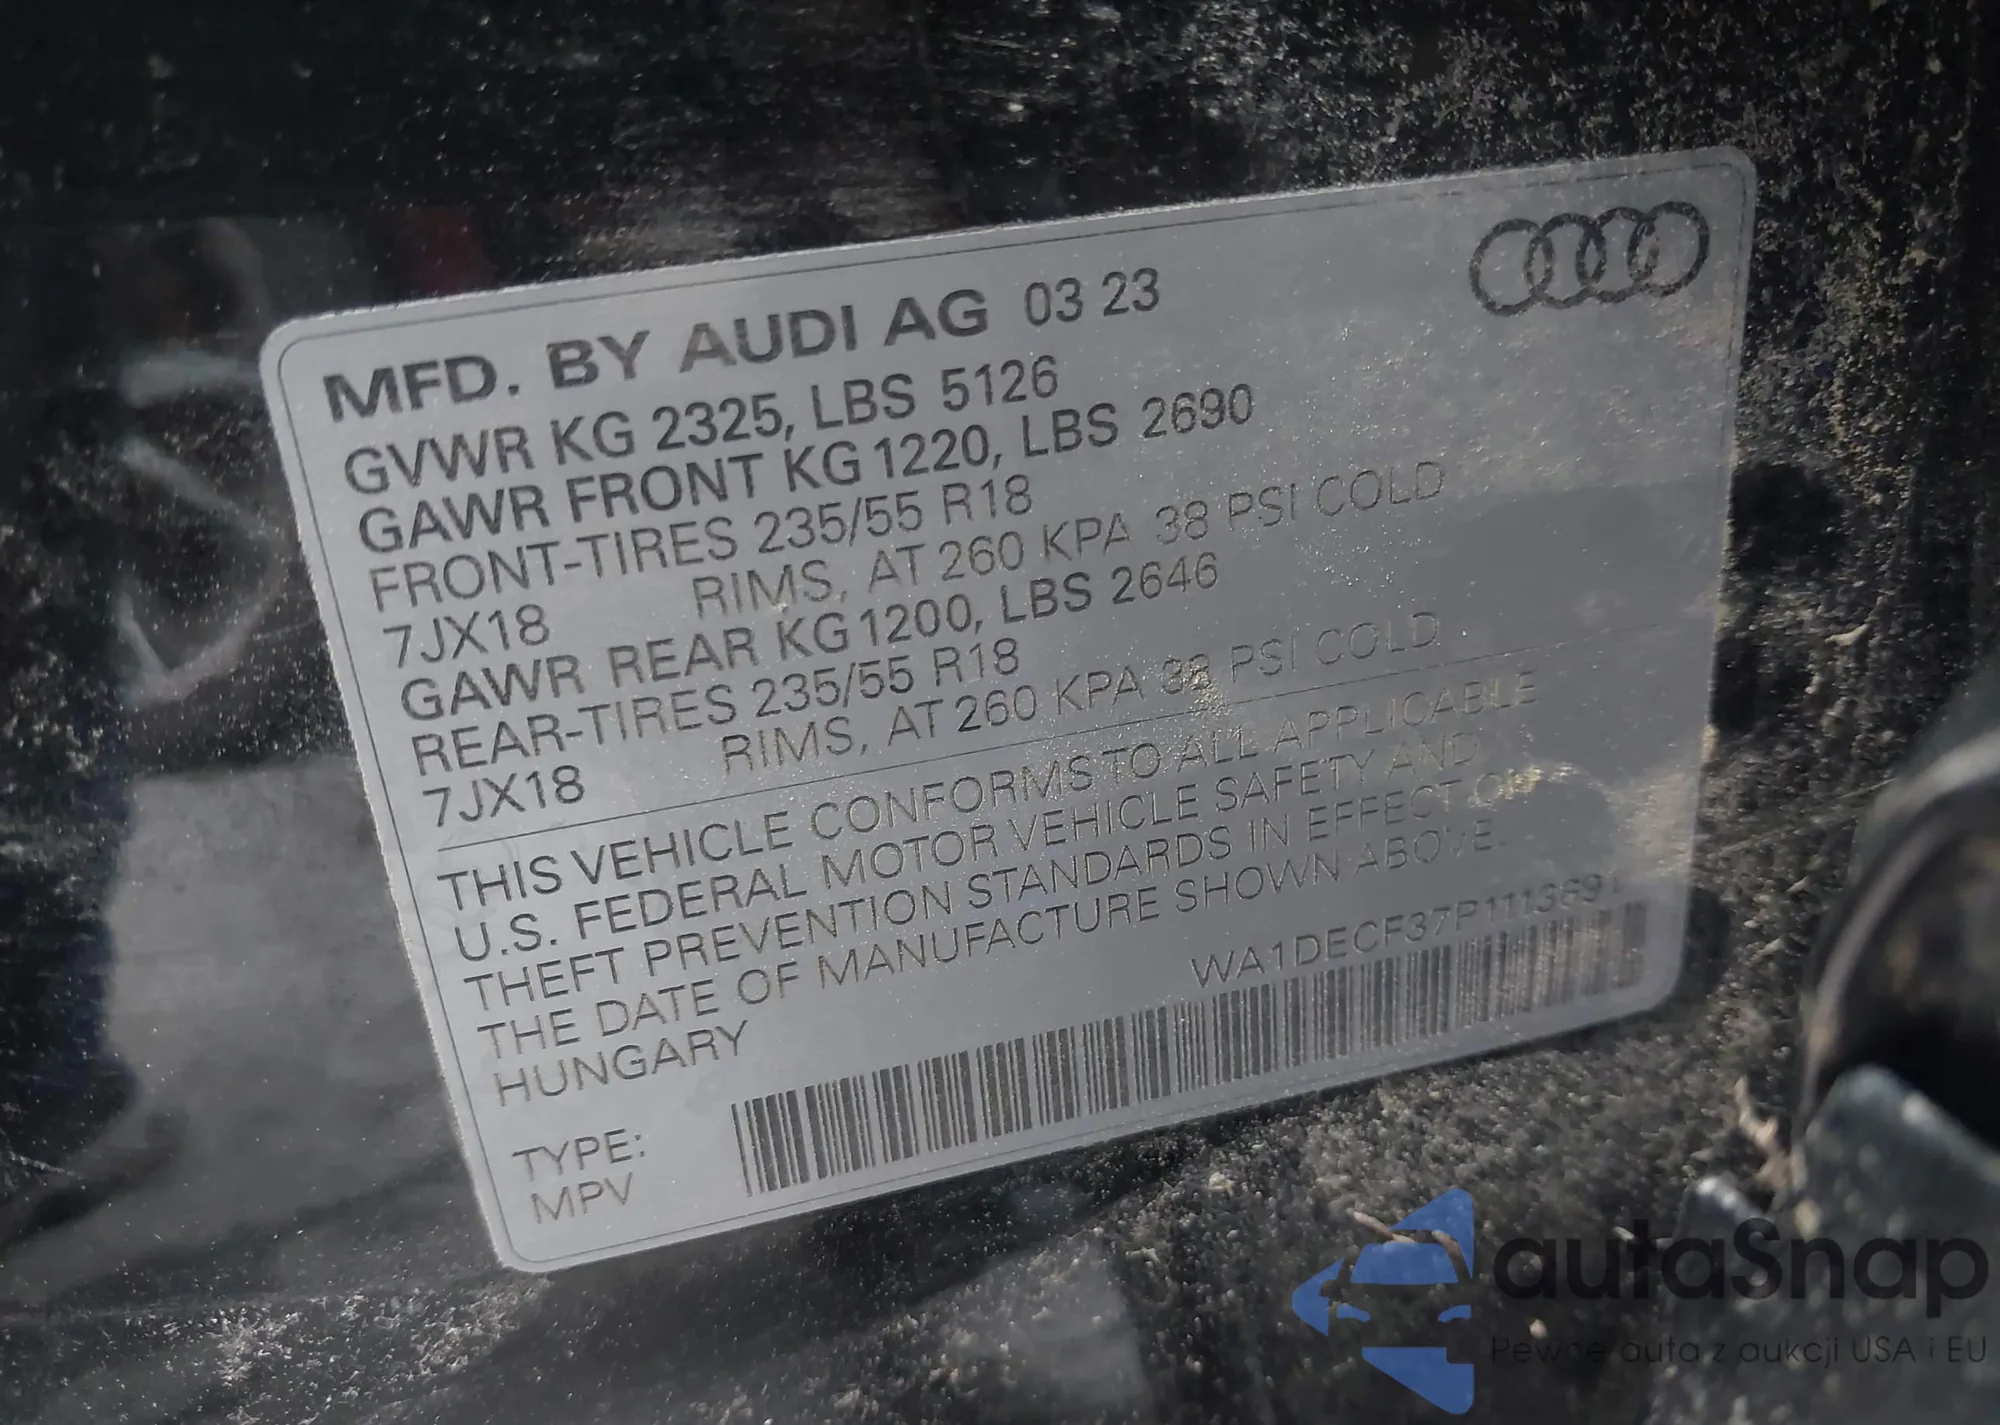 MFD. BY AUDI AG 03 23
GVWR KG 2325, LBS 5126
GAWR FRONT KG 1220, LBS 2690
FRONT-TIRES 235/55 R18
7JX18 RIMS, AT 260 KPA 38 PSI COLD
GAWR REAR KG 1200, LBS 2646
REAR-TIRES 235/55 R18
7JX18 RIMS, AT 260 KPA 38 PSI COLD
THIS VEHICLE CONFORMS TO ALL APPLICABLE
U.S. FEDERAL MOTOR VEHICLE SAFETY AND
THEFT PREVENTION STANDARDS IN EFFECT ON
THE DATE OF MANUFACTURE SHOWN ABOVE.
HUNGARY
TYPE:
MPV
autaSnap
Pewne auta z aukcji USA i EU